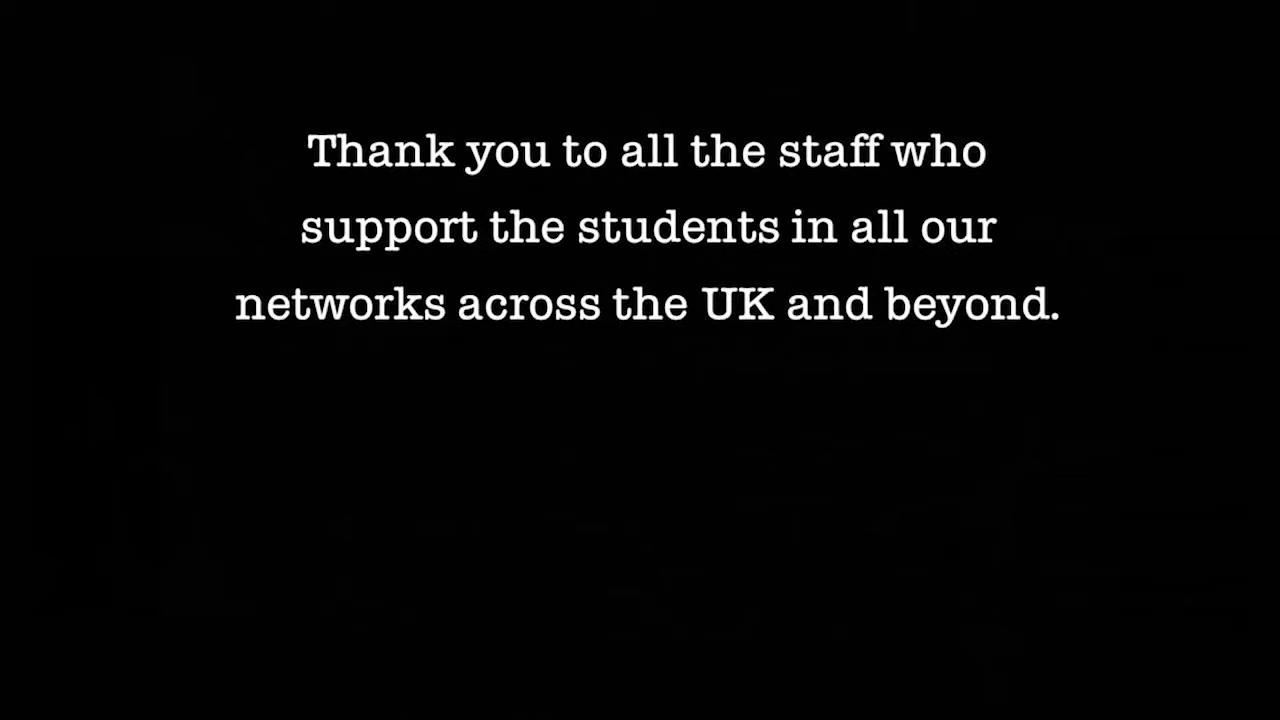 Thank you to all the staff who
support the students in all our
networks across the UK and beyond.